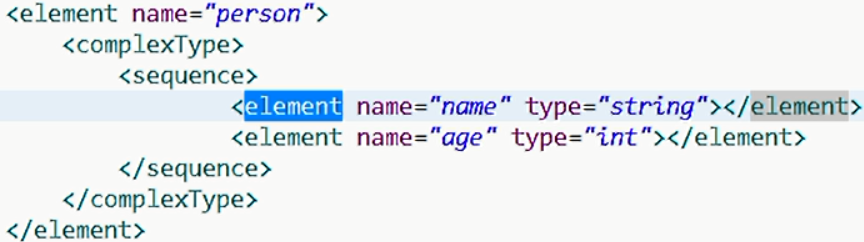 <element name="person">
<complexType>
<sequence>
<element name="name" type="string"></element>
<element name="age" type="int"></element>
</sequence>
</complexType>
</element>